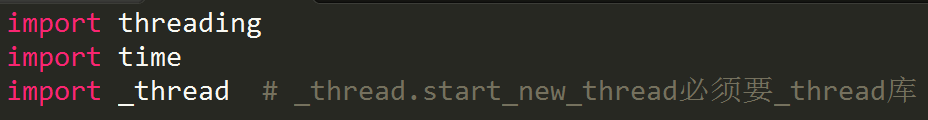 import threading
import time
import _thread  # _thread.start_new_thread必须要_thread库